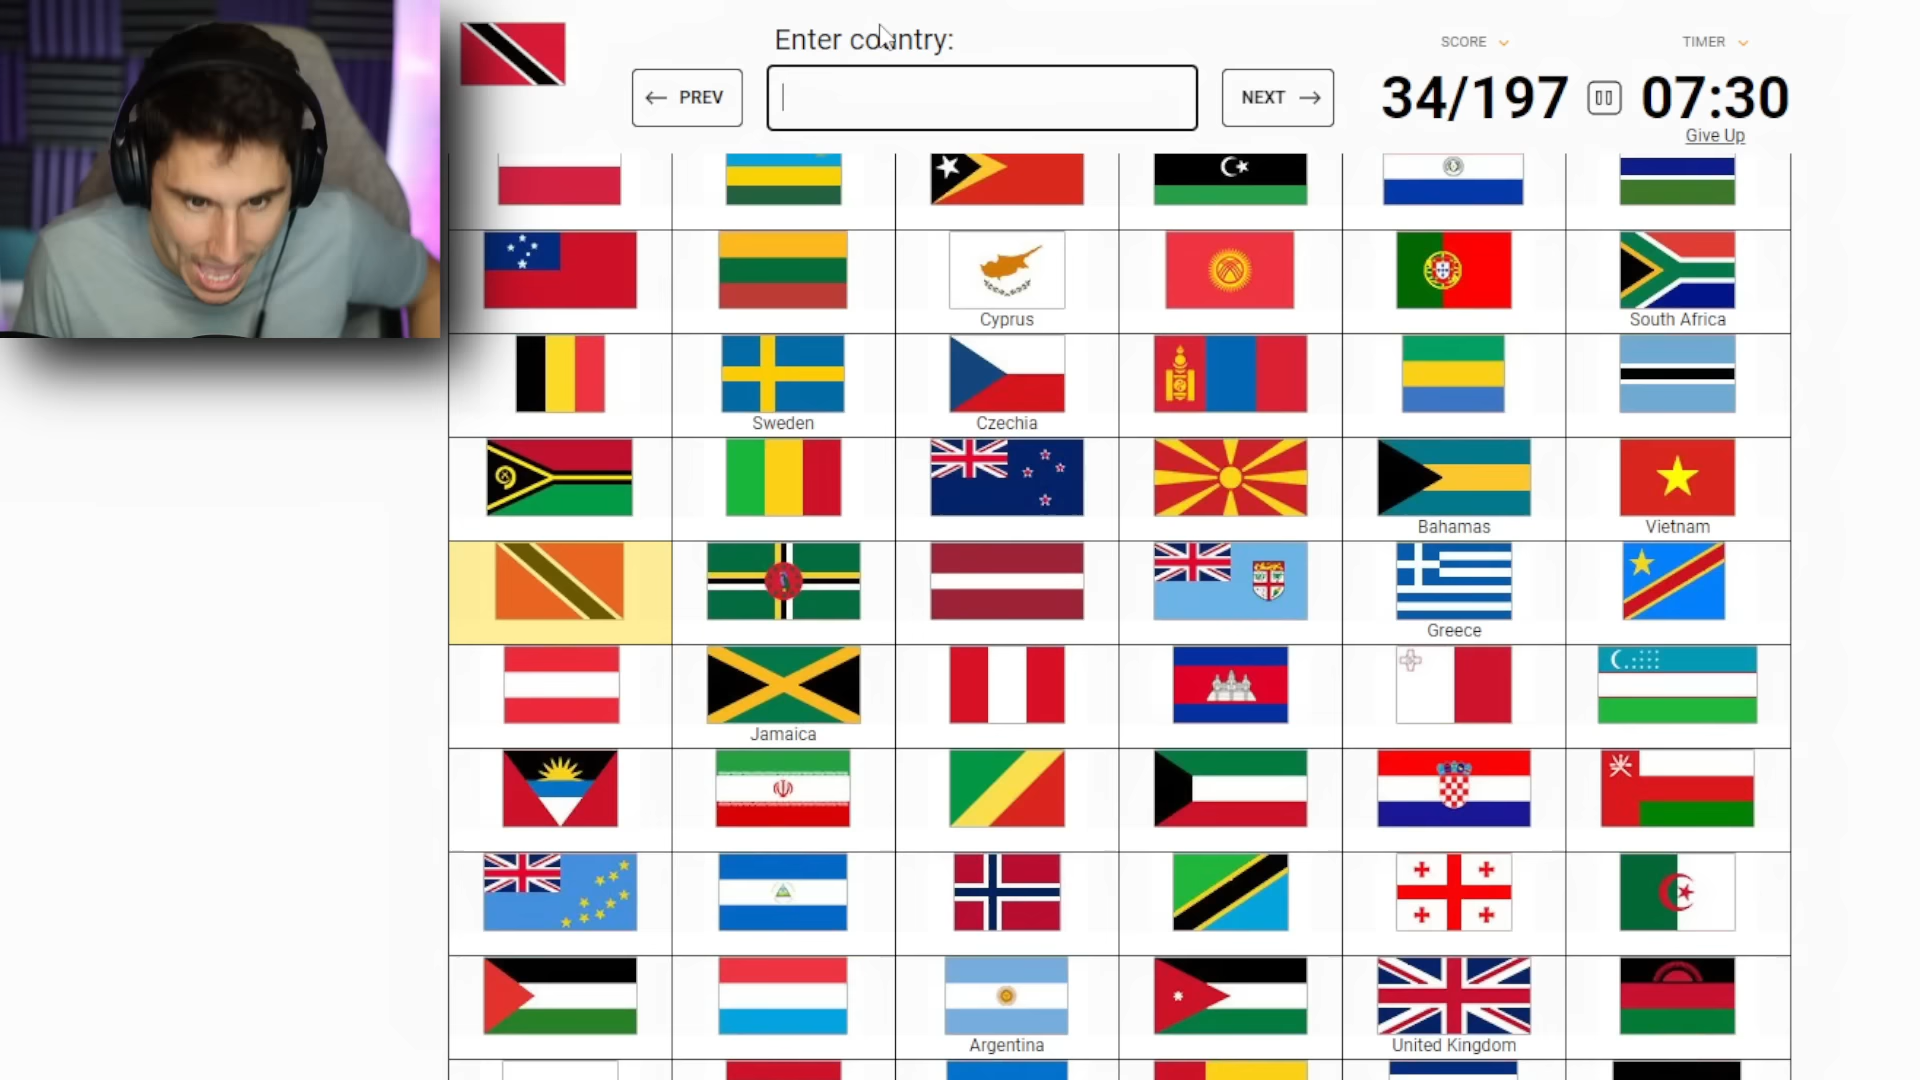 Enter country:
SCORE
TIMER
← PREV
NEXT →
34/197
07:30
Give Up
Cyprus
South Africa
Sweden
Czechia
Bahamas
Vietnam
Greece
Jamaica
Argentina
United Kingdom